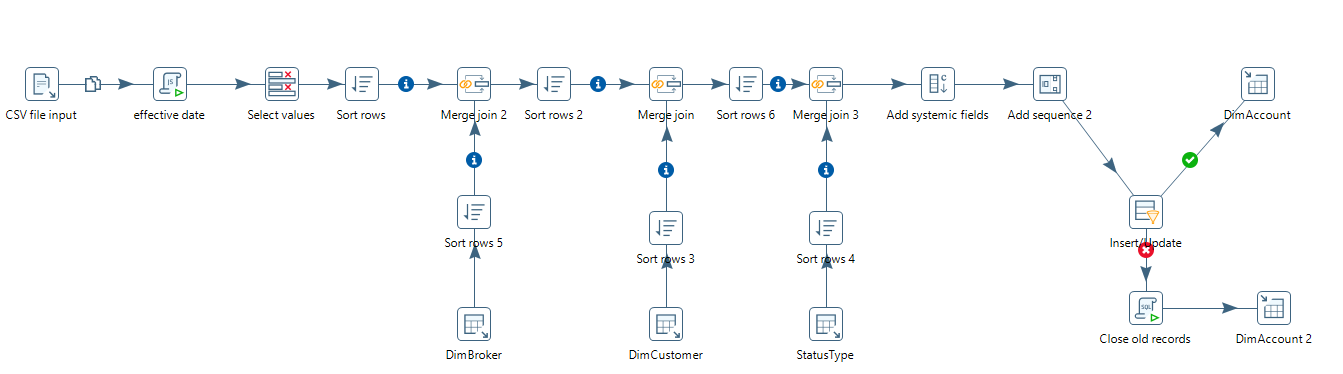 CSV file input
effective date
Select values
Sort rows
Merge join 2
Sort rows 2
Merge join
Sort rows 6
Merge join 3
Add systemic fields
Add sequence 2
DimAccount
Sort rows 5
Sort rows 3
Sort rows 4
Insert/Update
Close old records
DimAccount 2
DimBroker
DimCustomer
StatusType